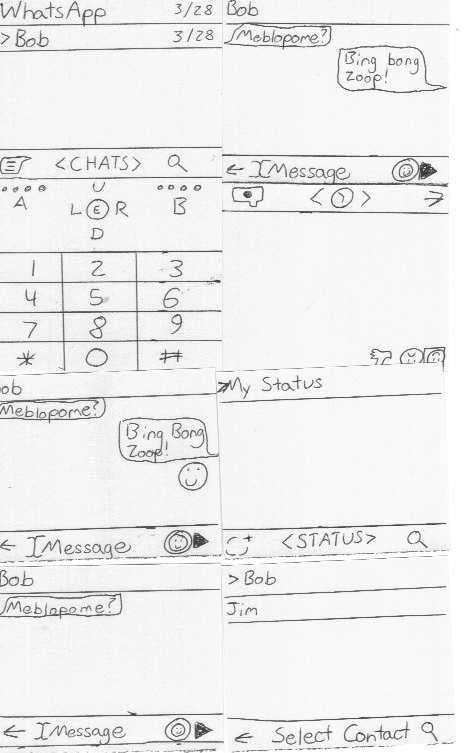 WhatsApp 3/28
>Bob 3/28
<CHATS>
A
U
L E R
D
B
1 2 3
4 5 6
7 8 9
* 0 #
Bob
Meblopome?
Bing bong
Zoop!
← IMessage
< Y > →
ob
Meblopome?
Bing Bong
Zoop!
← IMessage
>My Status
<STATUS>
Bob
Meblopome?
← IMessage
> Bob
Jim
← Select Contact